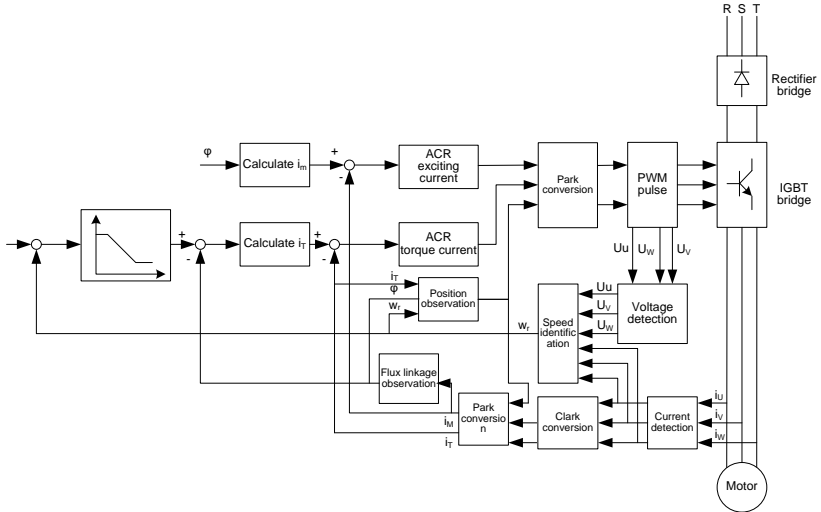 R S T
Rectifier
bridge
φ
Calculate im
+
-
ACR
exciting
current
Park
conversion
PWM
pulse
IGBT
bridge
+
-
Calculate iT
+
-
ACR
torque current
Uu
UW
UV
iT
φ
wr
Position
observation
wr
Speed
identific
ation
Uu
UV
UW
Voltage
detection
Flux linkage
observation
iM
iT
Park
conversio
n
Clark
conversion
Current
detection
iU
iV
iW
Motor